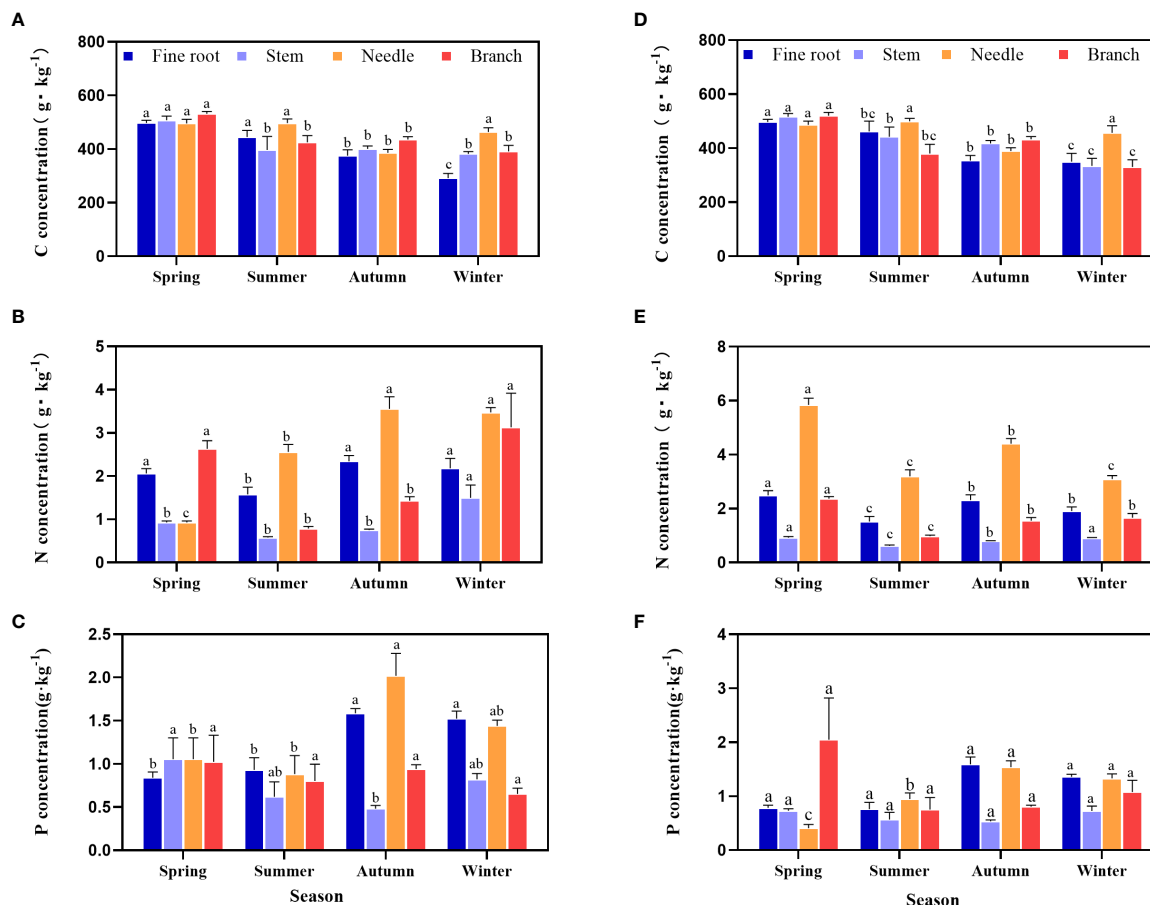 A
C concentration( g· kg⁻¹)
800
600
400
200
0
Fine root Stem Needle Branch
a a a a
a b a b
b b b b
c b a b
Spring Summer Autumn Winter
D
C concentration( g· kg⁻¹)
800
600
400
200
0
Fine root Stem Needle Branch
a a a a
bc b a bc
c b b b
c c a c
Spring Summer Autumn Winter
B
N concentration( g· kg⁻¹)
5
4
3
2
1
0
a b c a
b b b b
a b a b
a a a a
Spring Summer Autumn Winter
E
N concentration( g· kg⁻¹)
8
6
4
2
0
a a a a
c c c c
b b b b
b a c b
Spring Summer Autumn Winter
C
P concentration(g·kg⁻¹)
2.5
2.0
1.5
1.0
0.5
0.0
b a b a
b ab b a
a b a a
a ab ab a
Spring Summer Autumn Winter
Season
F
P concentration(g·kg⁻¹)
4
3
2
1
0
a a c a
a a b a
a a a a
a a a a
Spring Summer Autumn Winter
Season